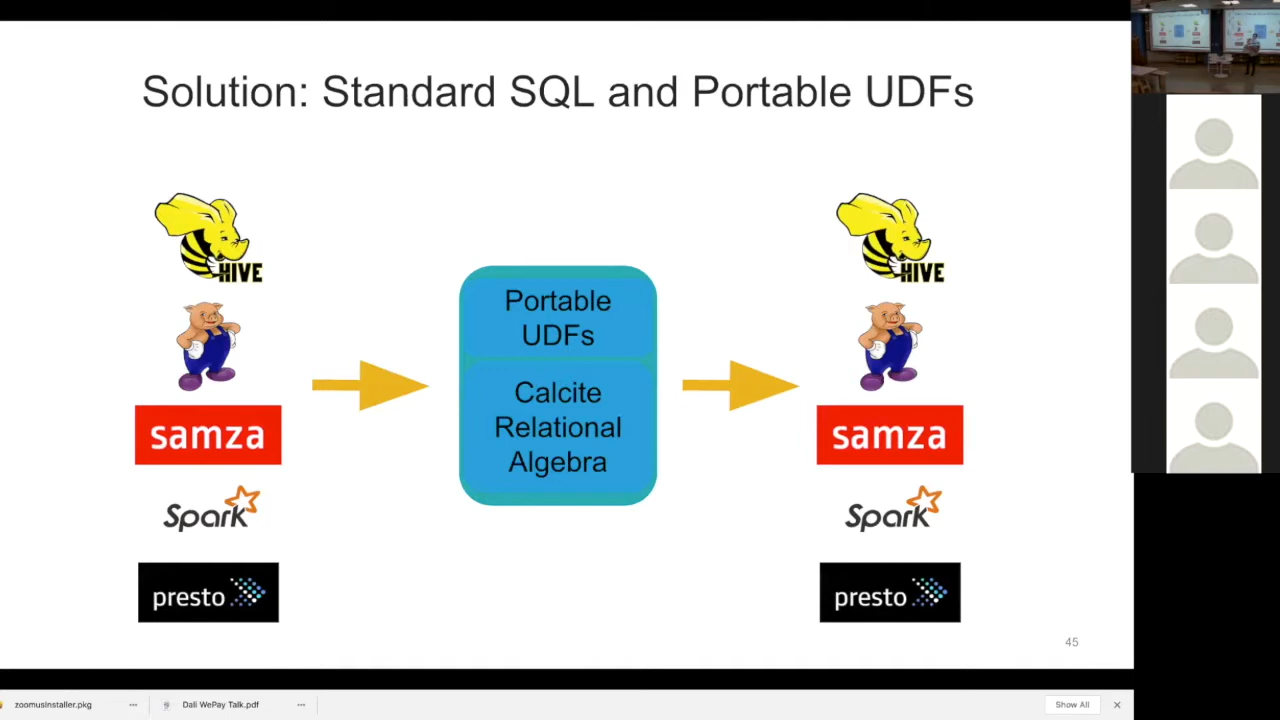 Solution: Standard SQL and Portable UDFs
HIVE
samza
Spark
presto
Portable
UDFs
Calcite
Relational
Algebra
HIVE
samza
Spark
presto
45
zoomusInstaller.pkg
Dali WePay Talk.pdf
Show All